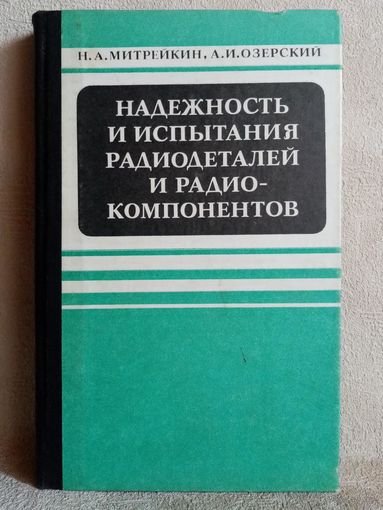 Н. А. МИТРЕЙКИН, А. И. ОЗЕРСКИЙ
НАДЕЖНОСТЬ
И ИСПЫТАНИЯ
РАДИОДЕТАЛЕЙ
И РАДИО-
КОМПОНЕНТОВ